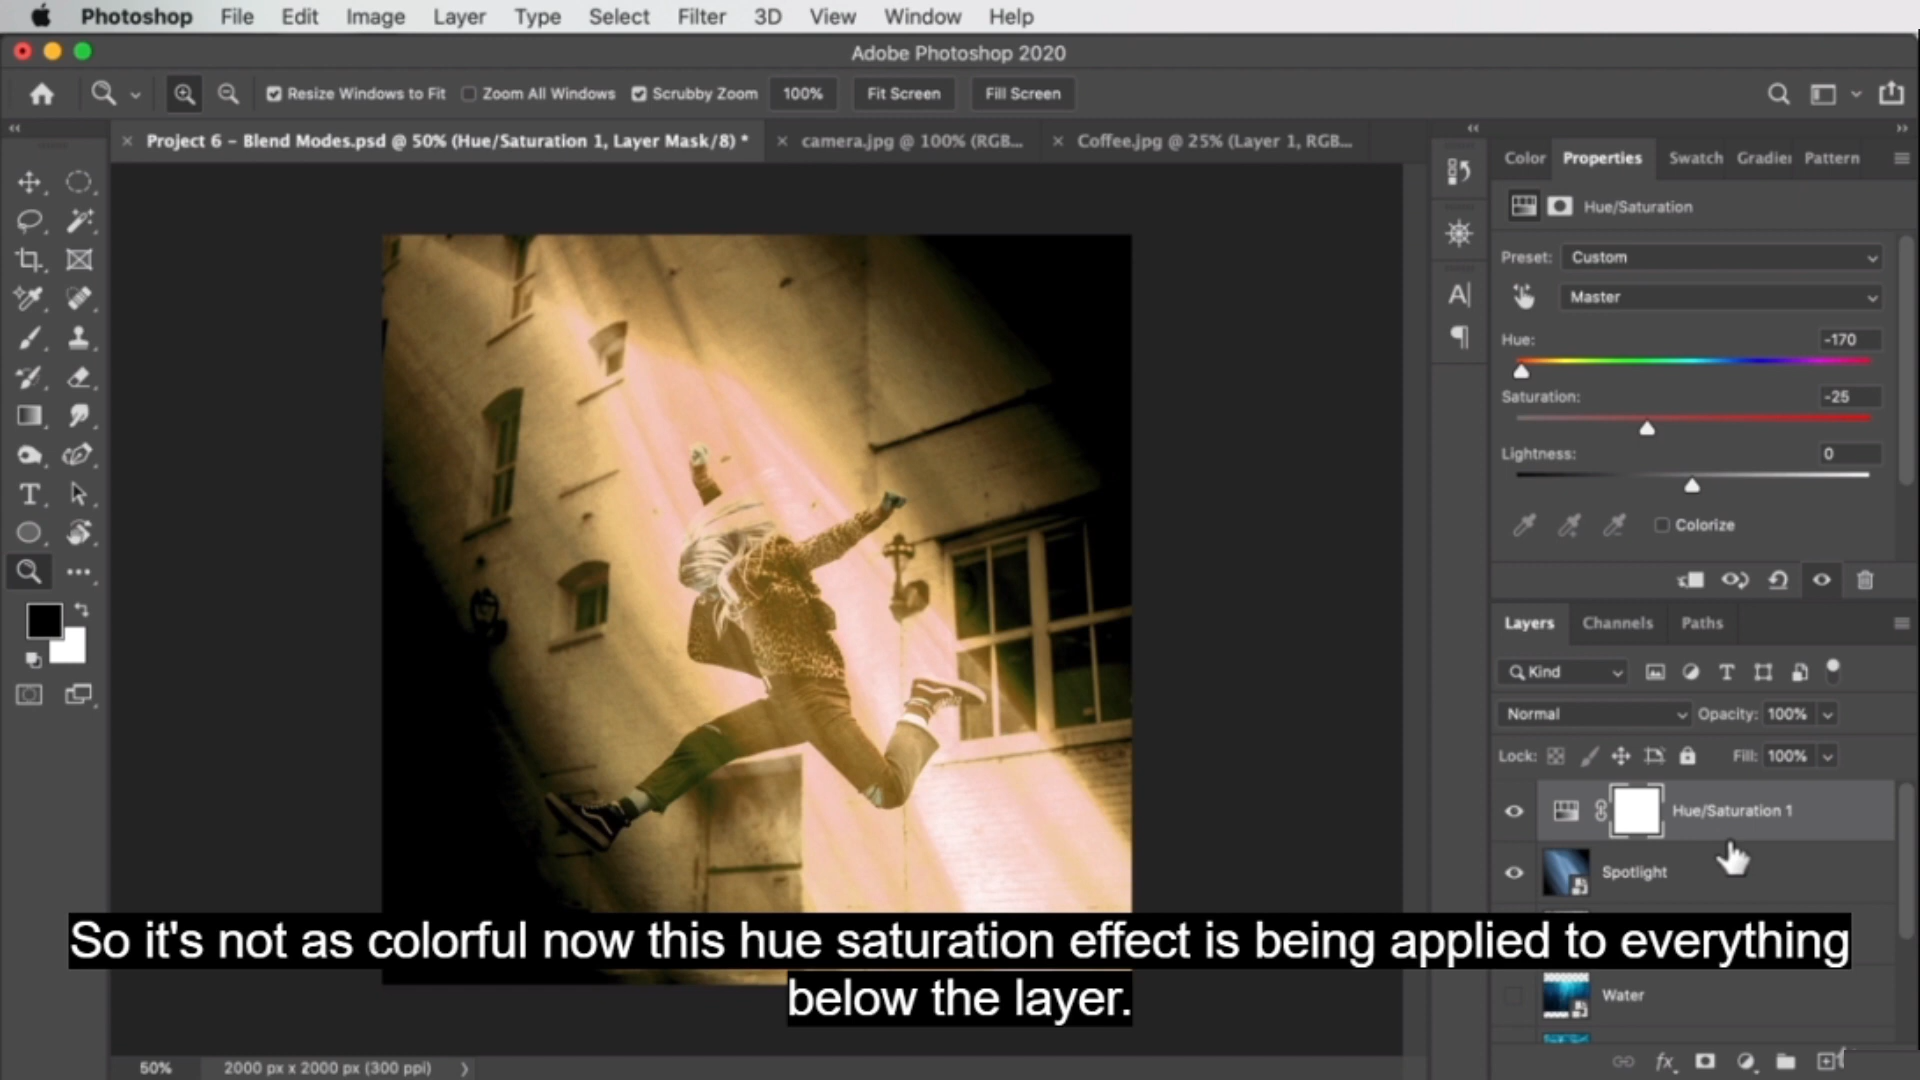 Photoshop File Edit Image Layer Type Select Filter 3D View Window Help
Adobe Photoshop 2020
Resize Windows to Fit Zoom All Windows Scrubby Zoom 100% Fit Screen Fill Screen
Project 6 - Blend Modes.psd @ 50% (Hue/Saturation 1, Layer Mask/8) * camera.jpg @ 100% (RGB... Coffee.jpg @ 25% (Layer 1, RGB...
Color Properties Swatch Gradier Pattern
Hue/Saturation
Preset: Custom
Master
Hue: -170
Saturation: -25
Lightness: 0
Colorize
Layers Channels Paths
Kind
Normal Opacity: 100%
Lock: Fill: 100%
Hue/Saturation 1
Spotlight
So it's not as colorful now this hue saturation effect is being applied to everything
below the layer.
Water
50% 2000 px x 2000 px (300 ppi)